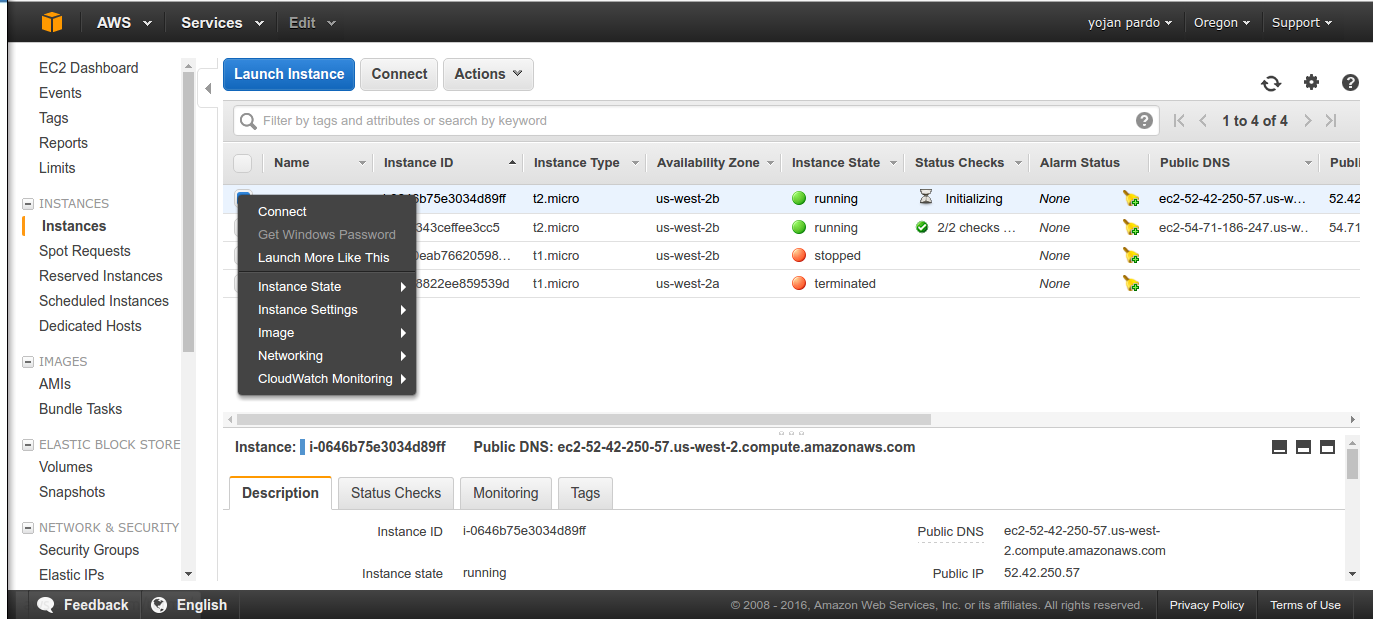 AWS Services Edit yojan pardo Oregon Support
EC2 Dashboard
Events
Tags
Reports
Limits
INSTANCES
Instances
Spot Requests
Reserved Instances
Scheduled Instances
Dedicated Hosts
IMAGES
AMIs
Bundle Tasks
ELASTIC BLOCK STORE
Volumes
Snapshots
NETWORK & SECURITY
Security Groups
Elastic IPs
Launch Instance Connect Actions
Filter by tags and attributes or search by keyword 1 to 4 of 4
Name Instance ID Instance Type Availability Zone Instance State Status Checks Alarm Status Public DNS Publi
i-0646b75e3034d89ff t2.micro us-west-2b running Initializing None ec2-52-42-250-57.us-w... 52.42
343ceffee3cc5 t2.micro us-west-2b running 2/2 checks ... None ec2-54-71-186-247.us-w.. 54.71
0eab76620598... t1.micro us-west-2b stopped None
8822ee859539d t1.micro us-west-2a terminated None
Connect
Get Windows Password
Launch More Like This
Instance State
Instance Settings
Image
Networking
CloudWatch Monitoring
Instance: i-0646b75e3034d89ff Public DNS: ec2-52-42-250-57.us-west-2.compute.amazonaws.com
Description Status Checks Monitoring Tags
Instance ID i-0646b75e3034d89ff Public DNS ec2-52-42-250-57.us-west-
2.compute.amazonaws.com
Instance state running Public IP 52.42.250.57
Feedback English © 2008 - 2016, Amazon Web Services, Inc. or its affiliates. All rights reserved. Privacy Policy Terms of Use